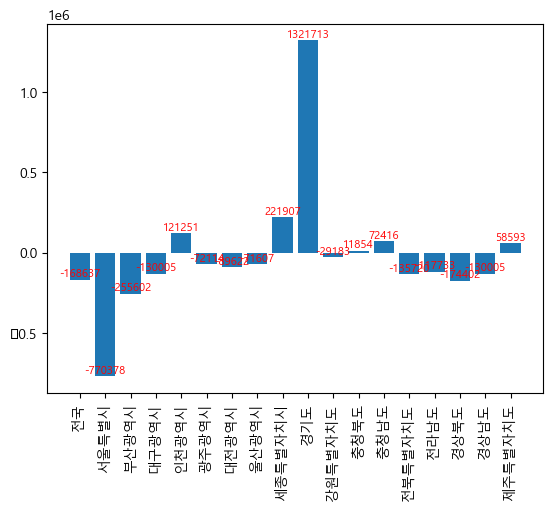 1e6
1.0
0.5
0.0
▯0.5
1321713
221907
121251
72416
58593
11854
-29183
-168637
-255602
-130005
-770378
-174402
-130005
전국
서울특별시
부산광역시
대구광역시
인천광역시
광주광역시
대전광역시
울산광역시
세종특별자치시
경기도
강원특별자치도
충청북도
충청남도
전북특별자치도
전라남도
경상북도
경상남도
제주특별자치도